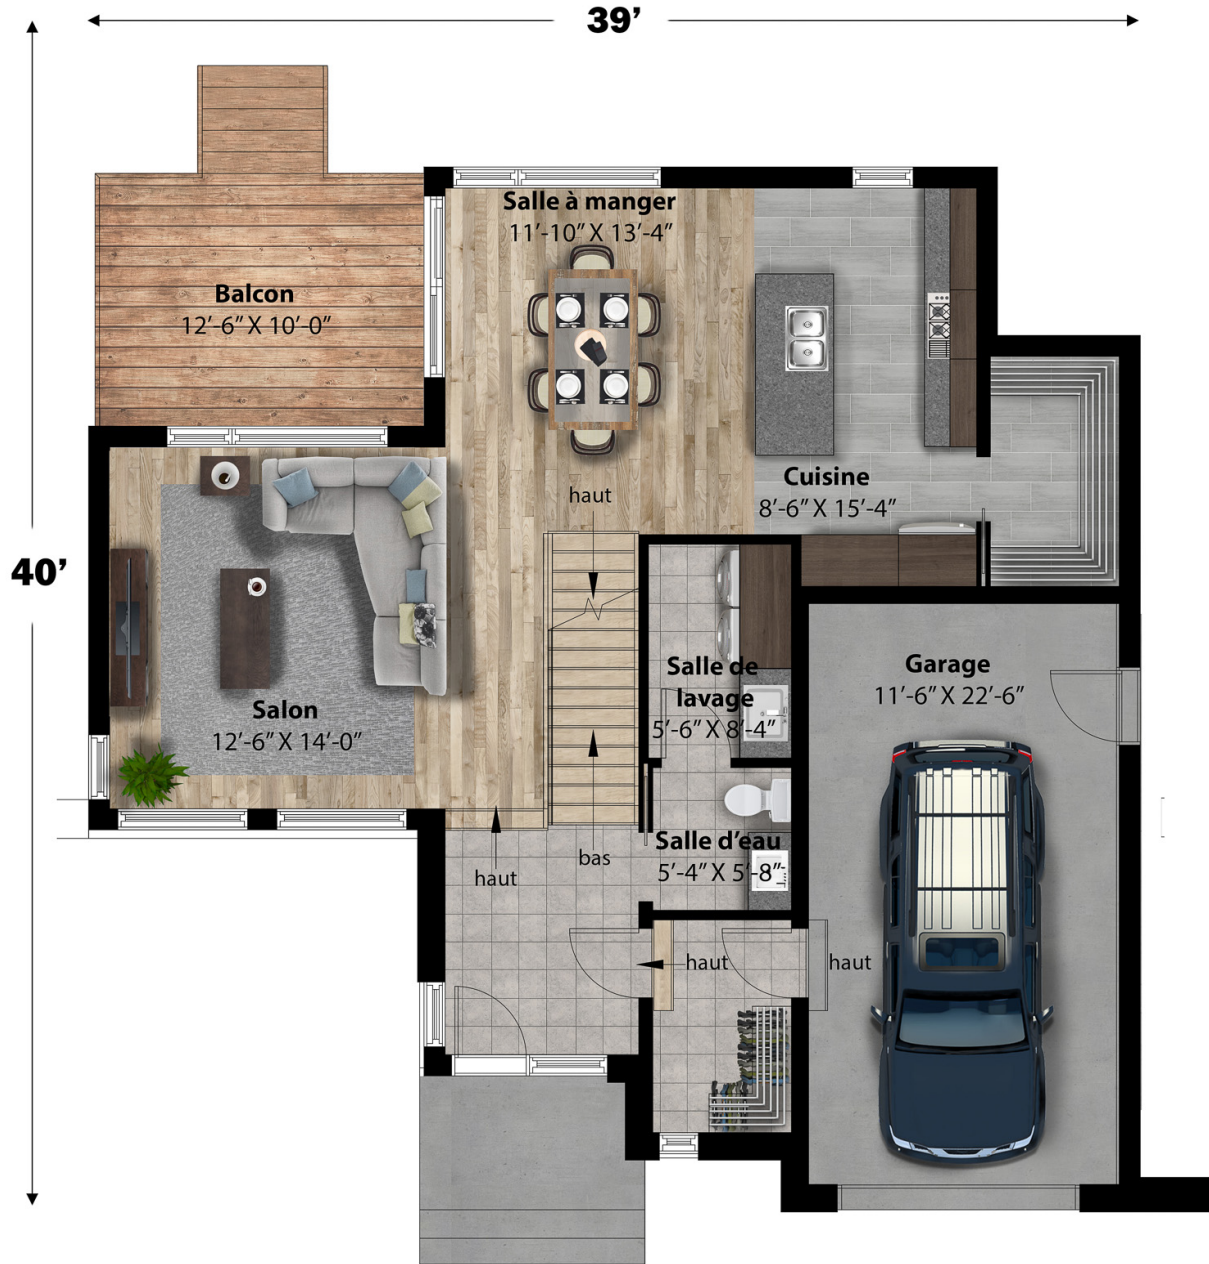 39’
40’
Balcon
12’-6” X 10’-0”
Salle à manger
11’-10” X 13’-4”
Cuisine
8’-6” X 15’-4”
haut
Salon
12’-6” X 14’-0”
Salle de
lavage
5’-6” X 8’-4”
Garage
11’-6” X 22’-6”
Salle d’eau
5’-4” X 5’-8”
bas
haut
haut
haut